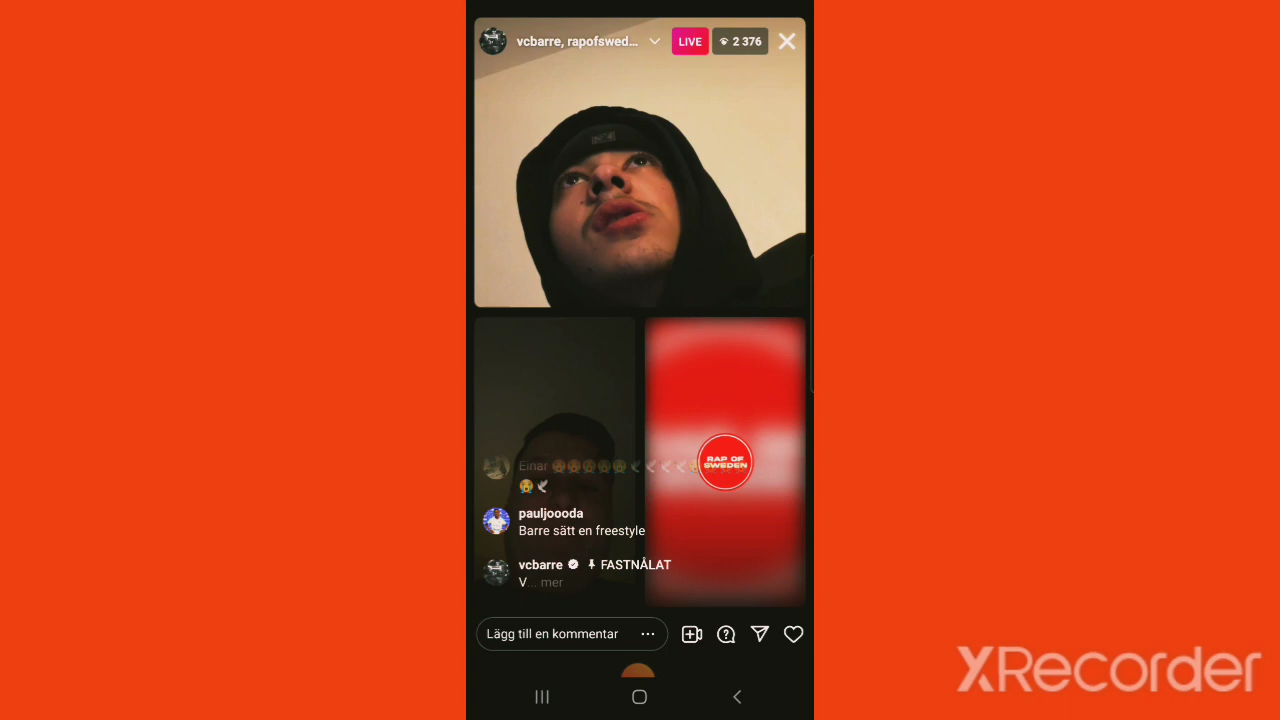 vcbarre, rapofswed... LIVE 2 376
RAP OF
SWEDEN
Einar 😭😭😭😭😭🕊🕊🕊🕊
😭🕊
pauljoooda
Barre sätt en freestyle
vcbarre FASTNÅLAT
V... mer
Lägg till en kommentar
XRecorder